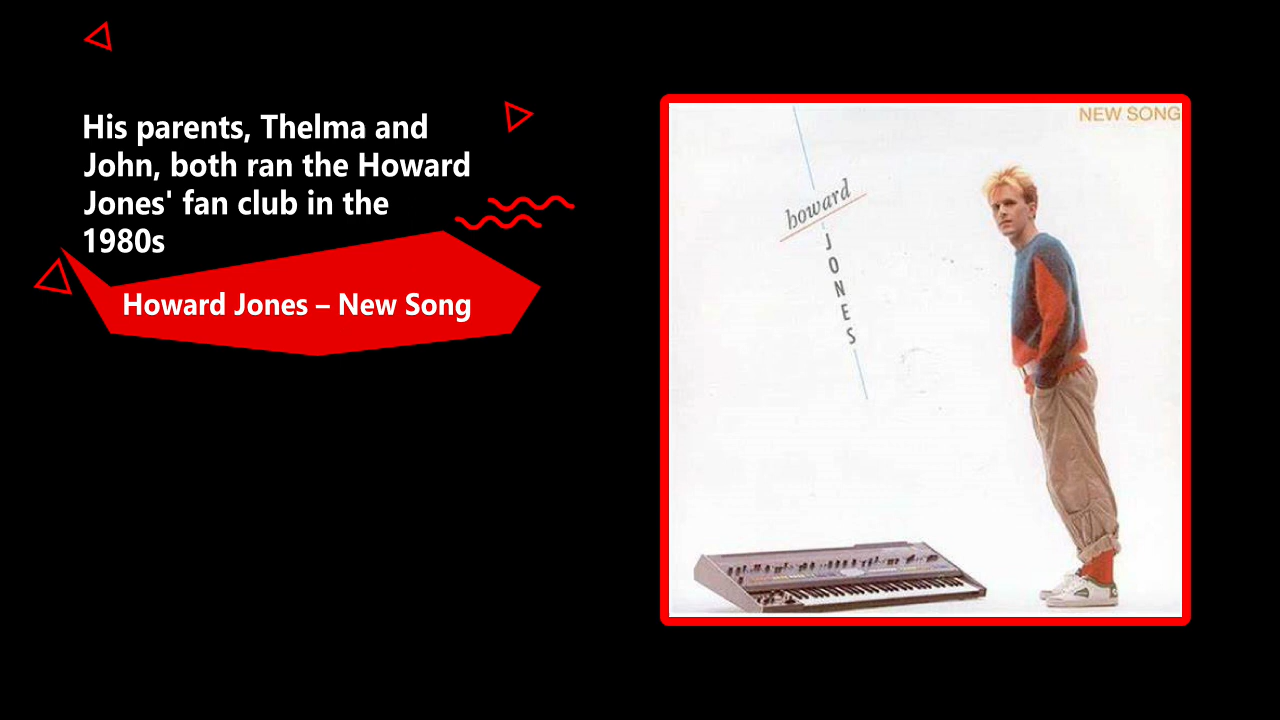 His parents, Thelma and
John, both ran the Howard
Jones' fan club in the
1980s
Howard Jones – New Song
NEW SONG
howard
JONES